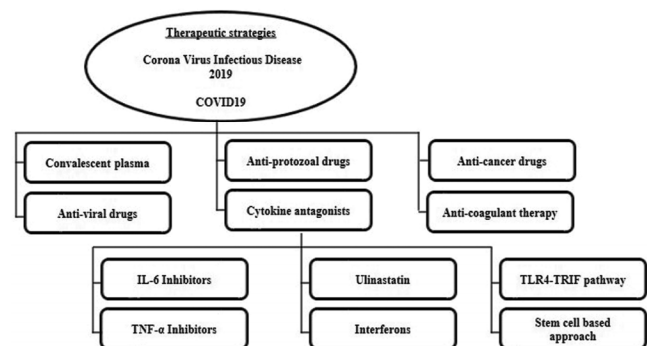 Therapeutic strategies
Corona Virus Infectious Disease
2019
COVID19
Convalescent plasma
Anti-protozoal drugs
Anti-cancer drugs
Anti-viral drugs
Cytokine antagonists
Anti-coagulant therapy
IL-6 Inhibitors
Ulinastatin
TLR4-TRIF pathway
TNF-α Inhibitors
Interferons
Stem cell based
approach